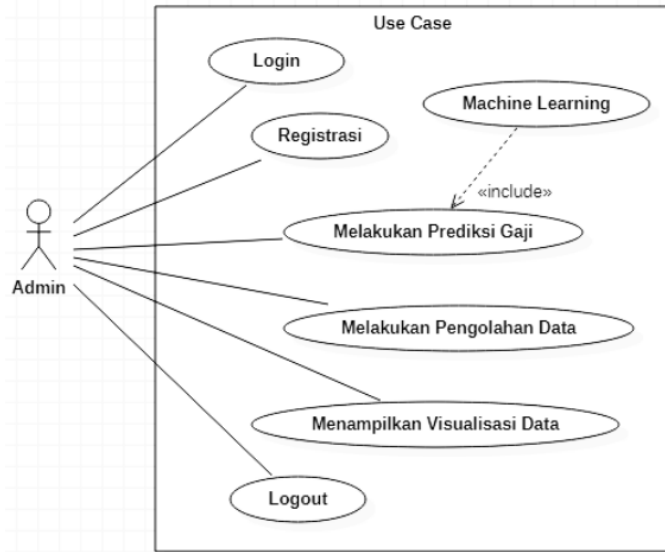 Use Case
Login
Machine Learning
Registrasi
«include»
Melakukan Prediksi Gaji
Admin
Melakukan Pengolahan Data
Menampilkan Visualisasi Data
Logout